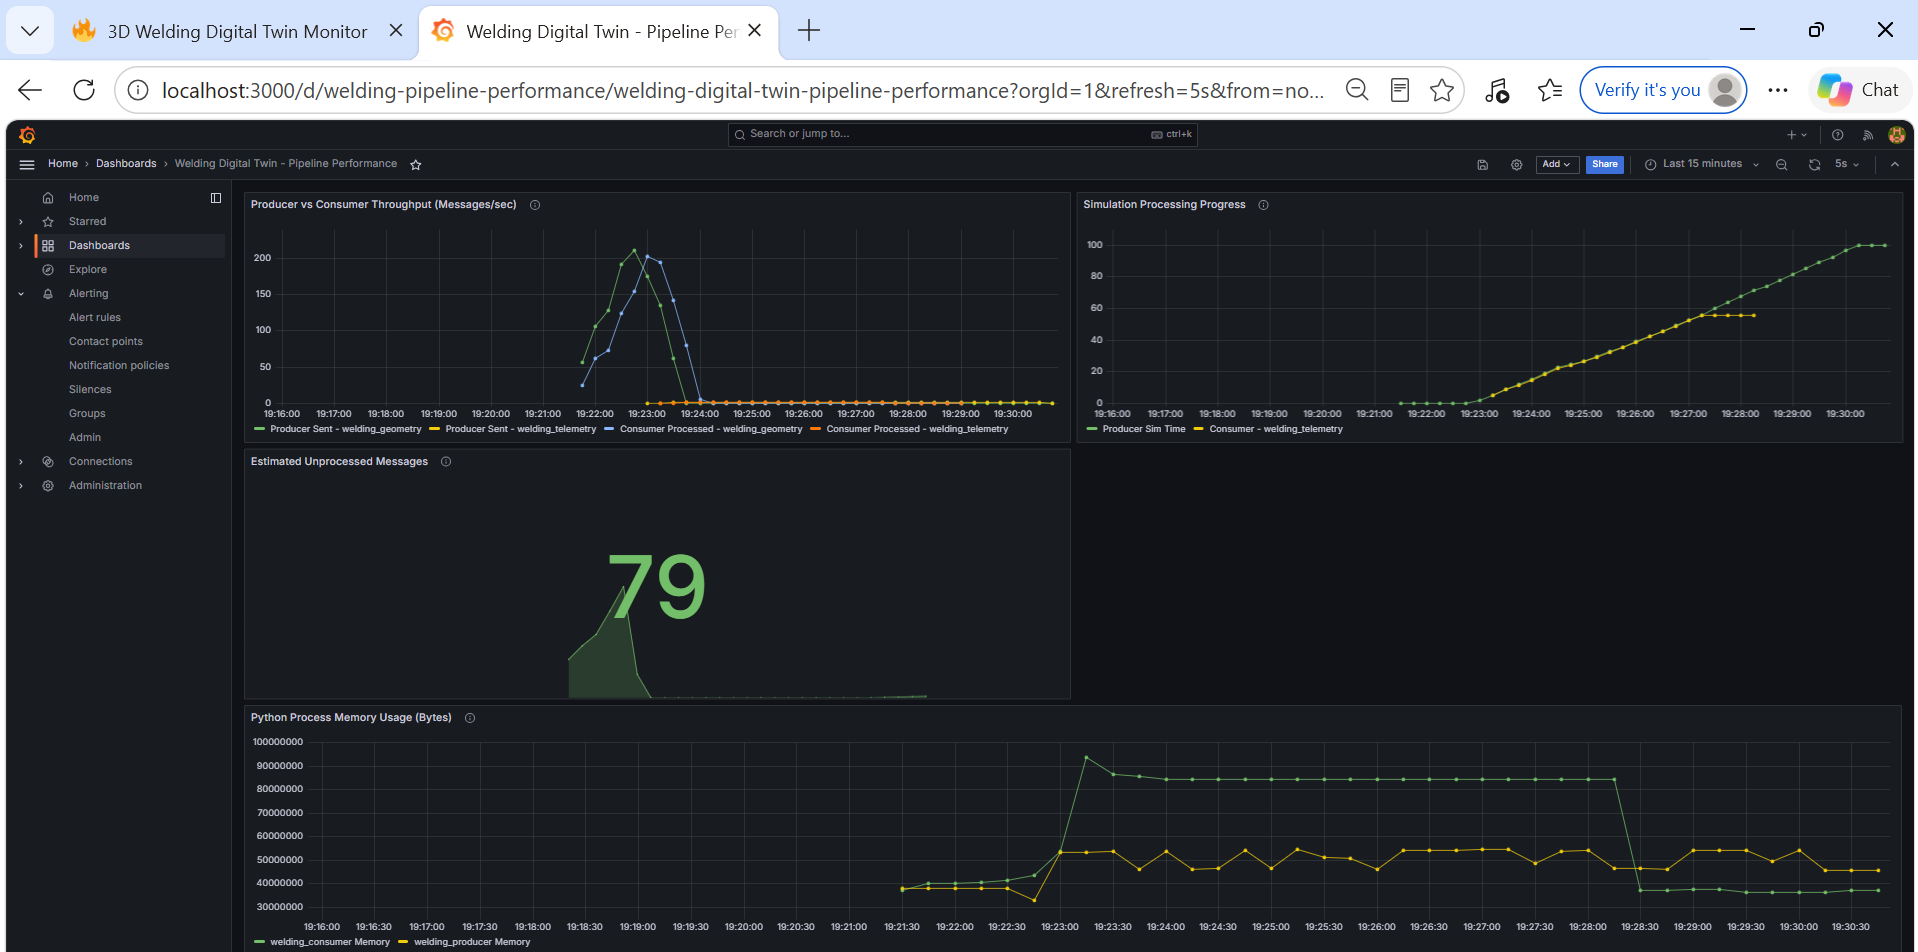 3D Welding Digital Twin Monitor
Welding Digital Twin - Pipeline Per
localhost:3000/d/welding-pipeline-performance/welding-digital-twin-pipeline-performance?orgId=1&refresh=5s&from=no...
Verify it's you
Chat
Search or jump to...
ctrl+k
Home › Dashboards › Welding Digital Twin - Pipeline Performance
Add
Share
Last 15 minutes
5s
Home
Starred
Dashboards
Explore
Alerting
Alert rules
Contact points
Notification policies
Silences
Groups
Admin
Connections
Administration
Producer vs Consumer Throughput (Messages/sec)
200
150
100
50
0
19:16:00 19:17:00 19:18:00 19:19:00 19:20:00 19:21:00 19:22:00 19:23:00 19:24:00 19:25:00 19:26:00 19:27:00 19:28:00 19:29:00 19:30:00
Producer Sent - welding_geometry Producer Sent - welding_telemetry Consumer Processed - welding_geometry Consumer Processed - welding_telemetry
Simulation Processing Progress
100
80
60
40
20
0
19:16:00 19:17:00 19:18:00 19:19:00 19:20:00 19:21:00 19:22:00 19:23:00 19:24:00 19:25:00 19:26:00 19:27:00 19:28:00 19:29:00 19:30:00
Producer Sim Time Consumer - welding_telemetry
Estimated Unprocessed Messages
79
Python Process Memory Usage (Bytes)
100000000
90000000
80000000
70000000
60000000
50000000
40000000
30000000
19:16:00 19:16:30 19:17:00 19:17:30 19:18:00 19:18:30 19:19:00 19:19:30 19:20:00 19:20:30 19:21:00 19:21:30 19:22:00 19:22:30 19:23:00 19:23:30 19:24:00 19:24:30 19:25:00 19:25:30 19:26:00 19:26:30 19:27:00 19:27:30 19:28:00 19:28:30 19:29:00 19:29:30 19:30:00 19:30:30
welding_consumer Memory welding_producer Memory